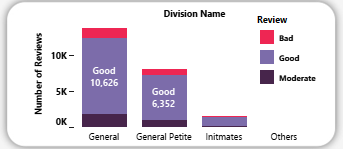 Division Name
Review
Bad
Good
Moderate
Number of Reviews
10K
5K
0K
Good
10,626
Good
6,352
General
General Petite
Initmates
Others